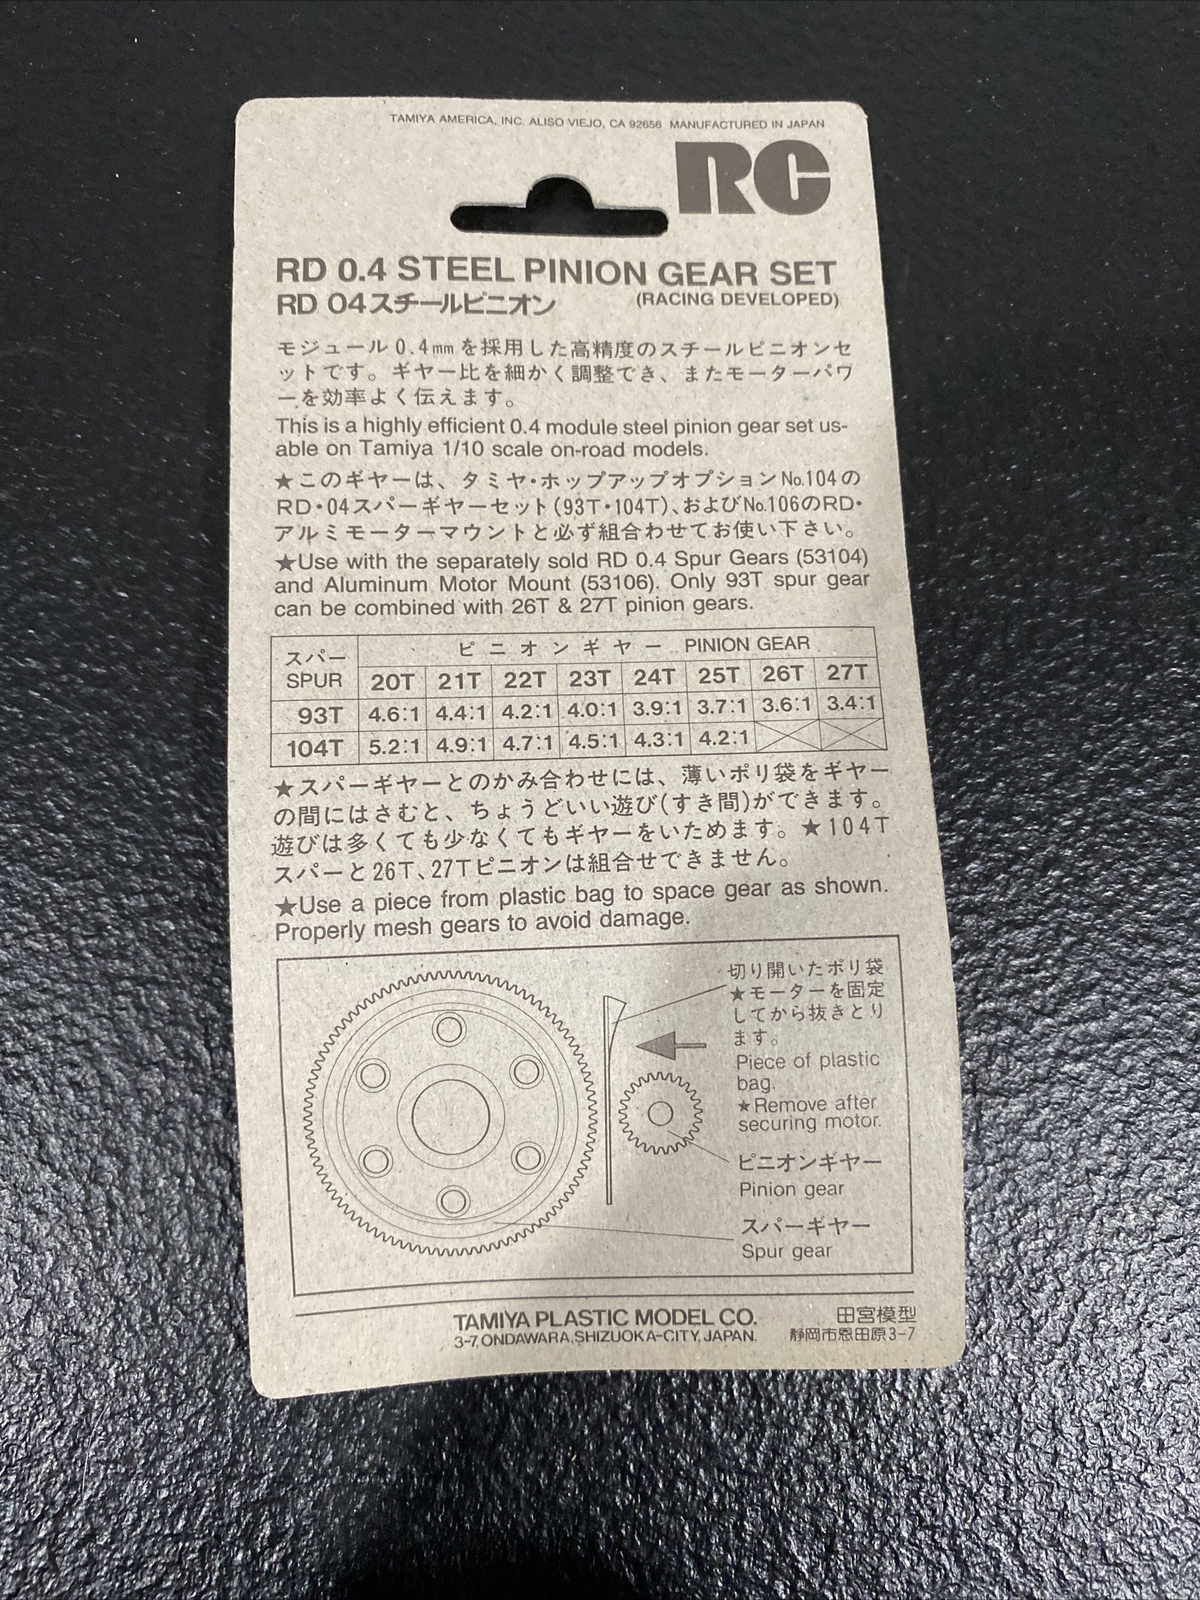 TAMIYA AMERICA, INC. ALISO VIEJO, CA 92656 MANUFACTURED IN JAPAN
RC
RD 0.4 STEEL PINION GEAR SET
RD 04スチールピニオン (RACING DEVELOPED)
モジュール0.4mmを採用した高精度のスチールピニオンセ
ットです。ギヤー比を細かく調整でき、またモーターパワ
ーを効率よく伝えます。
This is a highly efficient 0.4 module steel pinion gear set us-
able on Tamiya 1/10 scale on-road models.
★このギヤーは、タミヤ・ホップアップオプションNo.104の
RD・04スパーギヤーセット(93T・104T)、およびNo.106のRD・
アルミモーターマウントと必ず組合わせてお使い下さい。
★Use with the separately sold RD 0.4 Spur Gears (53104)
and Aluminum Motor Mount (53106). Only 93T spur gear
can be combined with 26T & 27T pinion gears.
スパー ピニオンギヤー PINION GEAR
SPUR 20T 21T 22T 23T 24T 25T 26T 27T
93T 4.6:1 4.4:1 4.2:1 4.0:1 3.9:1 3.7:1 3.6:1 3.4:1
104T 5.2:1 4.9:1 4.7:1 4.5:1 4.3:1 4.2:1
★スパーギヤーとのかみ合わせには、薄いポリ袋をギヤー
の間にはさむと、ちょうどいい遊び(すき間)ができます。
遊びは多くても少なくてもギヤーをいためます。★104T
スパーと26T、27Tピニオンは組合せできません。
★Use a piece from plastic bag to space gear as shown.
Properly mesh gears to avoid damage.
切り開いたポリ袋
★モーターを固定
してから抜きとり
ます。
Piece of plastic
bag.
★Remove after
securing motor.
ピニオンギヤー
Pinion gear
スパーギヤー
Spur gear
TAMIYA PLASTIC MODEL CO. 田宮模型
3-7, ONDAWARA, SHIZUOKA-CITY, JAPAN. 静岡市恩田原3-7